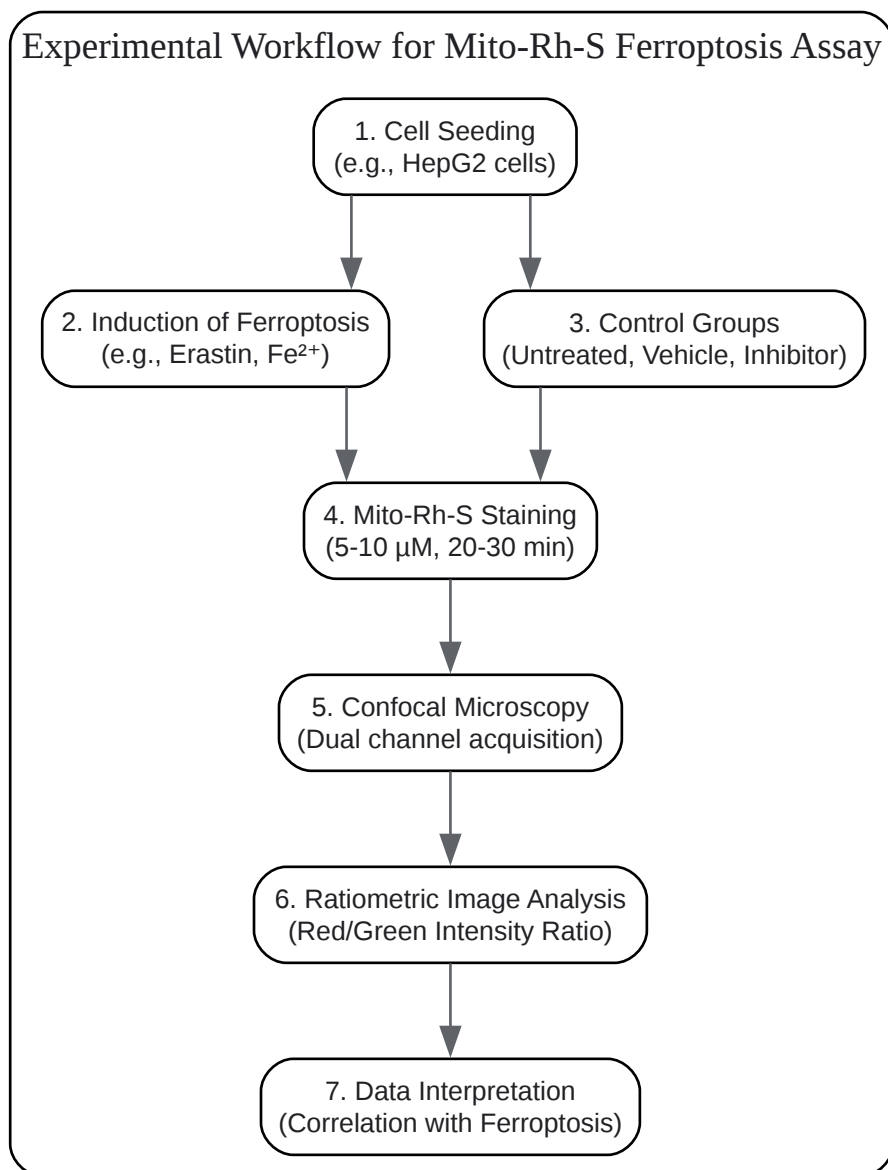 Experimental Workflow for Mito-Rh-S Ferroptosis Assay
1. Cell Seeding
(e.g., HepG2 cells)
2. Induction of Ferroptosis
(e.g., Erastin, Fe²⁺)
3. Control Groups
(Untreated, Vehicle, Inhibitor)
4. Mito-Rh-S Staining
(5-10 µM, 20-30 min)
5. Confocal Microscopy
(Dual channel acquisition)
6. Ratiometric Image Analysis
(Red/Green Intensity Ratio)
7. Data Interpretation
(Correlation with Ferroptosis)